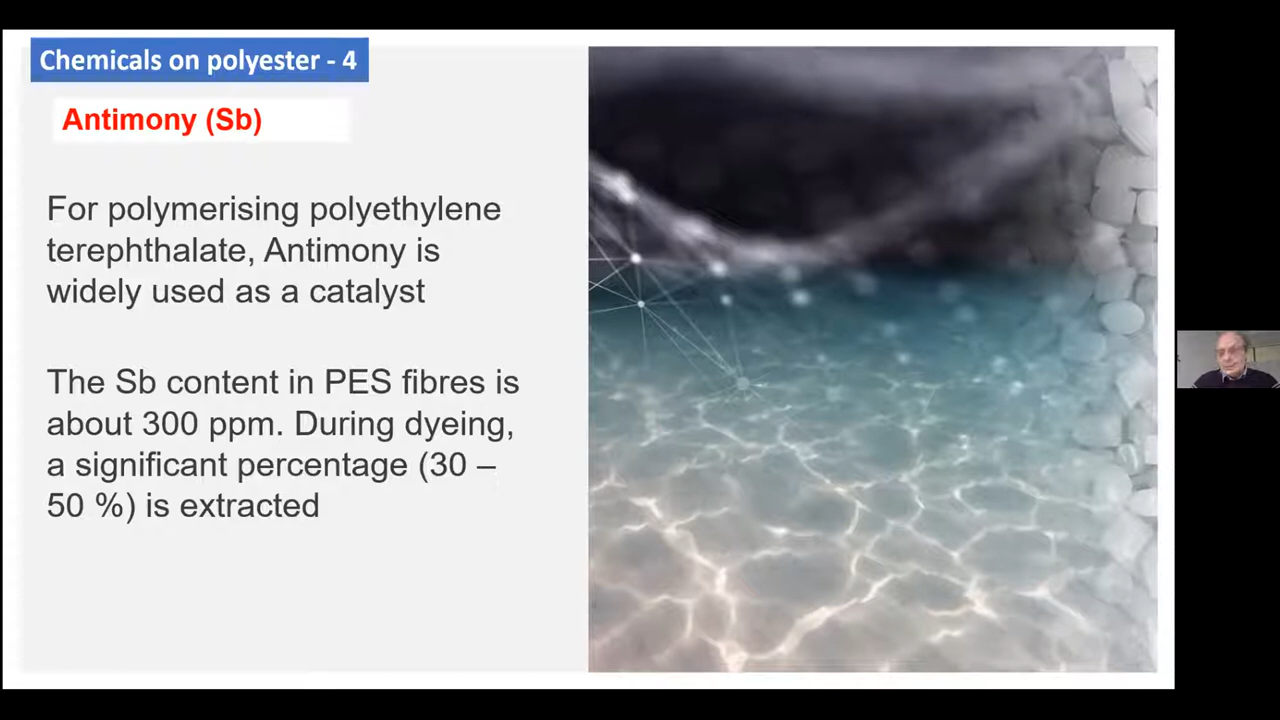 Chemicals on polyester - 4
Antimony (Sb)
For polymerising polyethylene
terephthalate, Antimony is
widely used as a catalyst
The Sb content in PES fibres is
about 300 ppm. During dyeing,
a significant percentage (30 –
50 %) is extracted